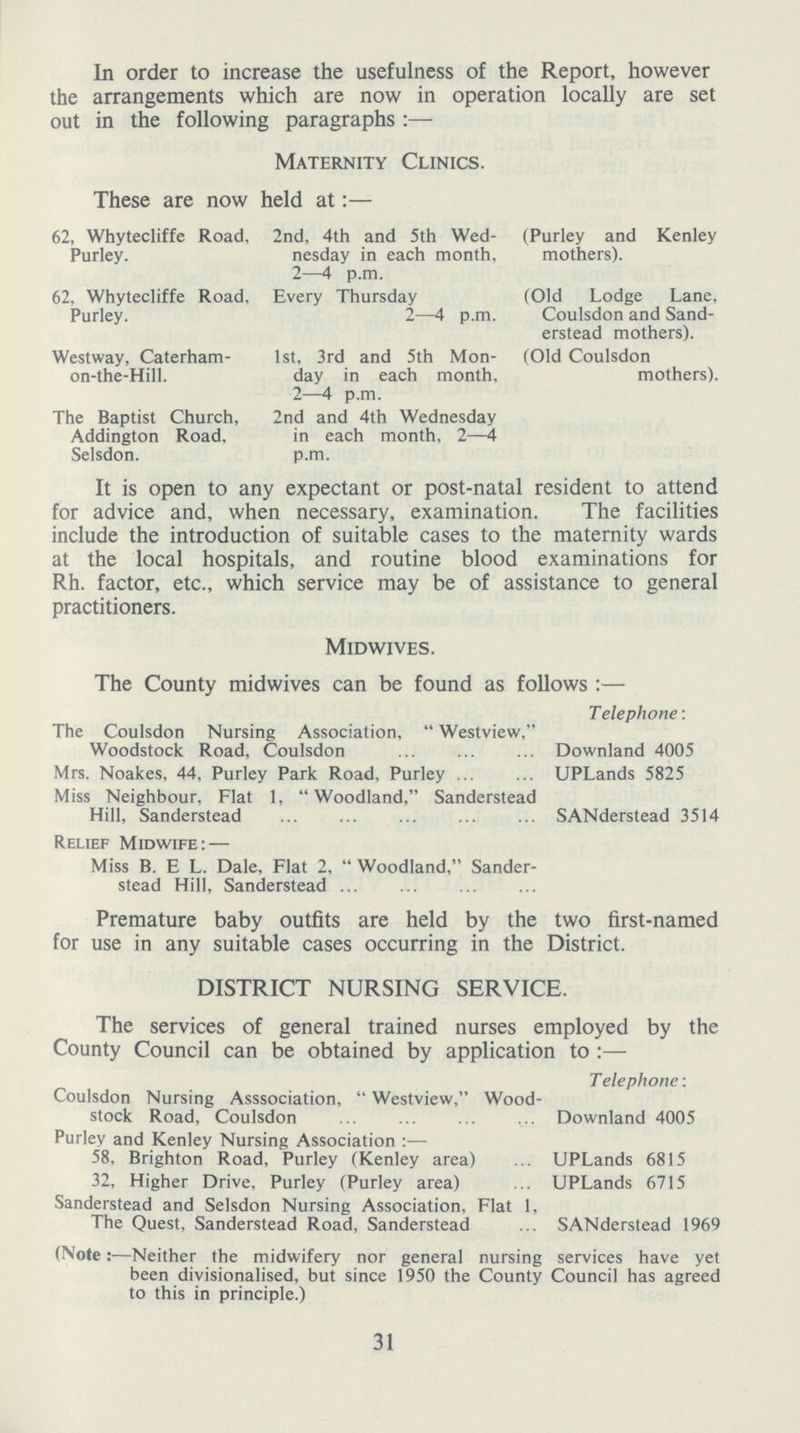 In order to increase the usefulness of the Report, however
the arrangements which are now in operation locally are set
out in the following paragraphs :—
MATERNITY CLINICS.
These are now held at :—
62, Whytecliffe Road, 2nd, 4th and 5th Wed- (Purley and Kenley
Purley. nesday in each month, mothers).
2—4 p.m.
62, Whytecliffe Road, Every Thursday (Old Lodge Lane,
Purley. 2—4 p.m. Coulsdon and Sand-
erstead mothers).
Westway, Caterham- 1st, 3rd and 5th Mon- (Old Coulsdon
on-the-Hill. day in each month, mothers).
2—4 p.m.
The Baptist Church, 2nd and 4th Wednesday
Addington Road, in each month, 2—4
Selsdon. p.m.
It is open to any expectant or post-natal resident to attend
for advice and, when necessary, examination. The facilities
include the introduction of suitable cases to the maternity wards
at the local hospitals, and routine blood examinations for
Rh. factor, etc., which service may be of assistance to general
practitioners.
MIDWIVES.
The County midwives can be found as follows :—
Telephone:
The Coulsdon Nursing Association, "Westview,"
Woodstock Road, Coulsdon ... ... ... Downland 4005
Mrs. Noakes, 44, Purley Park Road, Purley ... ... UPLands 5825
Miss Neighbour, Flat 1, "Woodland," Sanderstead
Hill, Sanderstead ... ... ... ... ... SANderstead 3514
RELIEF MIDWIFE:—
Miss B. E L. Dale, Flat 2, "Woodland," Sander-
stead Hill, Sanderstead ... ... ... ...
Premature baby outfits are held by the two first-named
for use in any suitable cases occurring in the District.
DISTRICT NURSING SERVICE.
The services of general trained nurses employed by the
County Council can be obtained by application to :—
Telephone:
Coulsdon Nursing Asssociation, "Westview," Wood-
stock Road, Coulsdon ... ... ... ... Downland 4005
Purley and Kenley Nursing Association :—
58, Brighton Road, Purley (Kenley area) ... UPLands 6815
32, Higher Drive, Purley (Purley area) ... UPLands 6715
Sanderstead and Selsdon Nursing Association, Flat 1,
The Quest, Sanderstead Road, Sanderstead ... SANderstead 1969
(Note :—Neither the midwifery nor general nursing services have yet
been divisionalised, but since 1950 the County Council has agreed
to this in principle.)
31